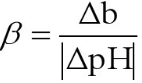 β = Δb / |ΔpH|